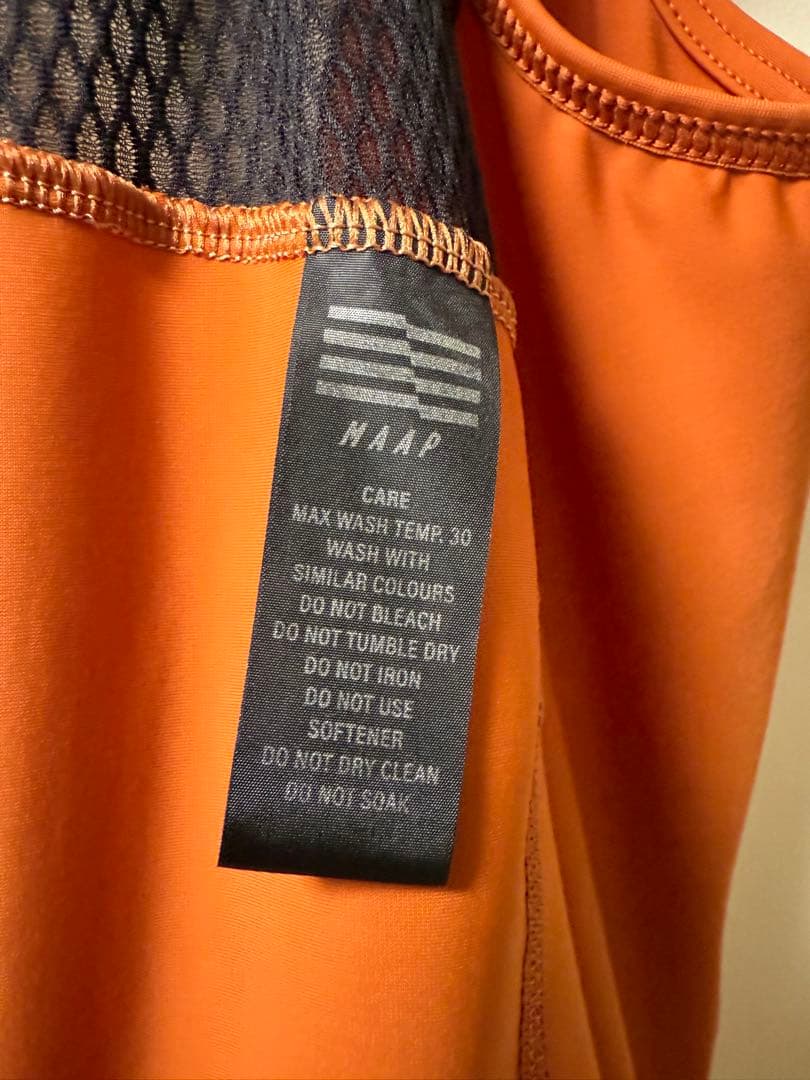 MAAP
CARE
MAX WASH TEMP. 30
WASH WITH
SIMILAR COLOURS
DO NOT BLEACH
DO NOT TUMBLE DRY
DO NOT IRON
DO NOT USE
SOFTENER
DO NOT DRY CLEAN
DO NOT SOAK